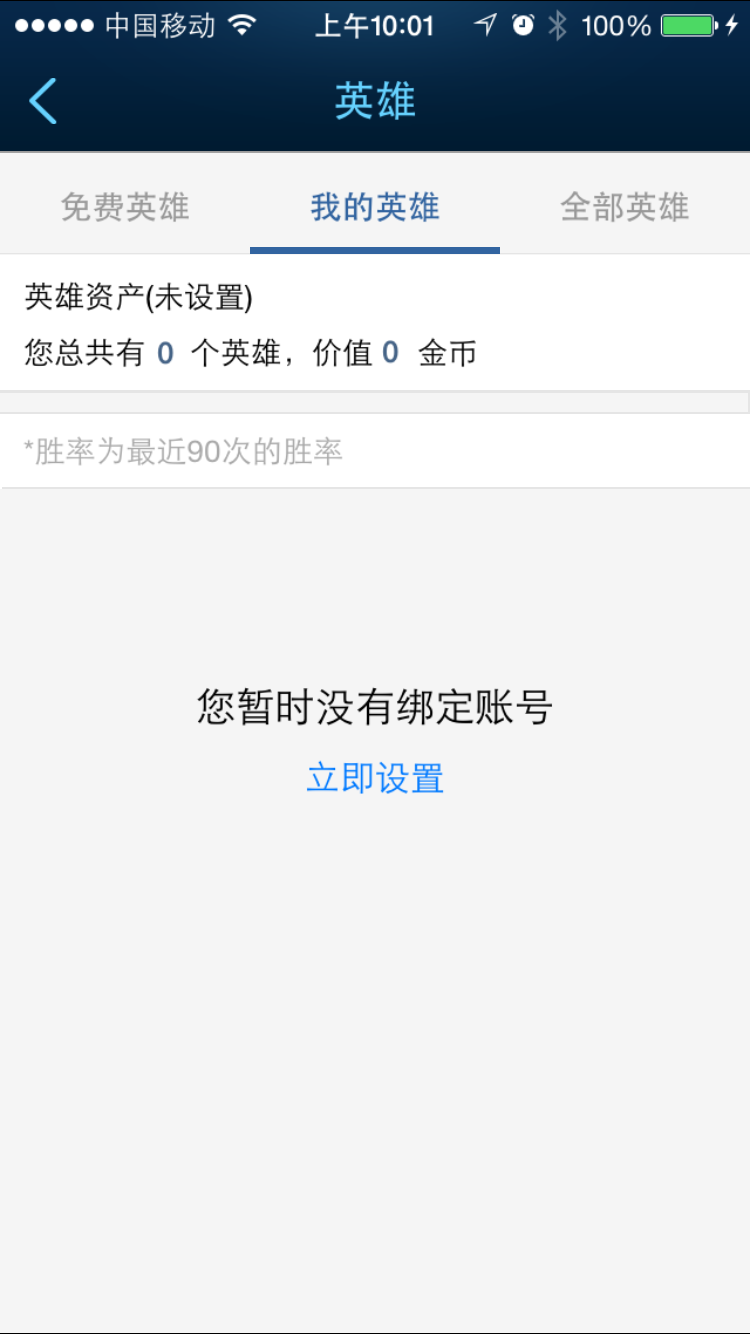 中国移动 上午10:01 100%
英雄
免费英雄 我的英雄 全部英雄
英雄资产(未设置)
您总共有 0 个英雄，价值 0 金币
*胜率为最近90次的胜率
您暂时没有绑定账号
立即设置